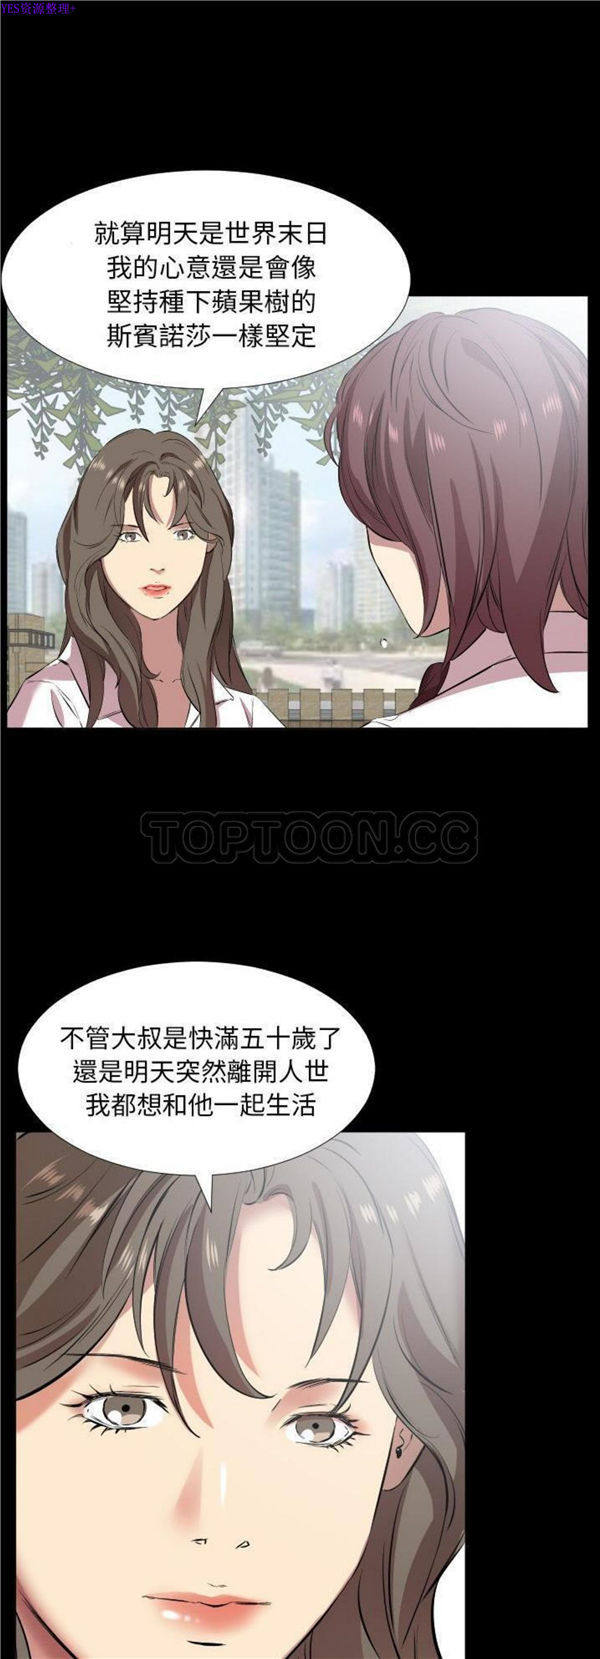 YES资源整理+
就算明天是世界末日
我的心意還是會像
堅持種下蘋果樹的
斯賓諾莎一樣堅定
TOPTOON.CC
不管大叔是快滿五十歲了
還是明天突然離開人世
我都想和他一起生活